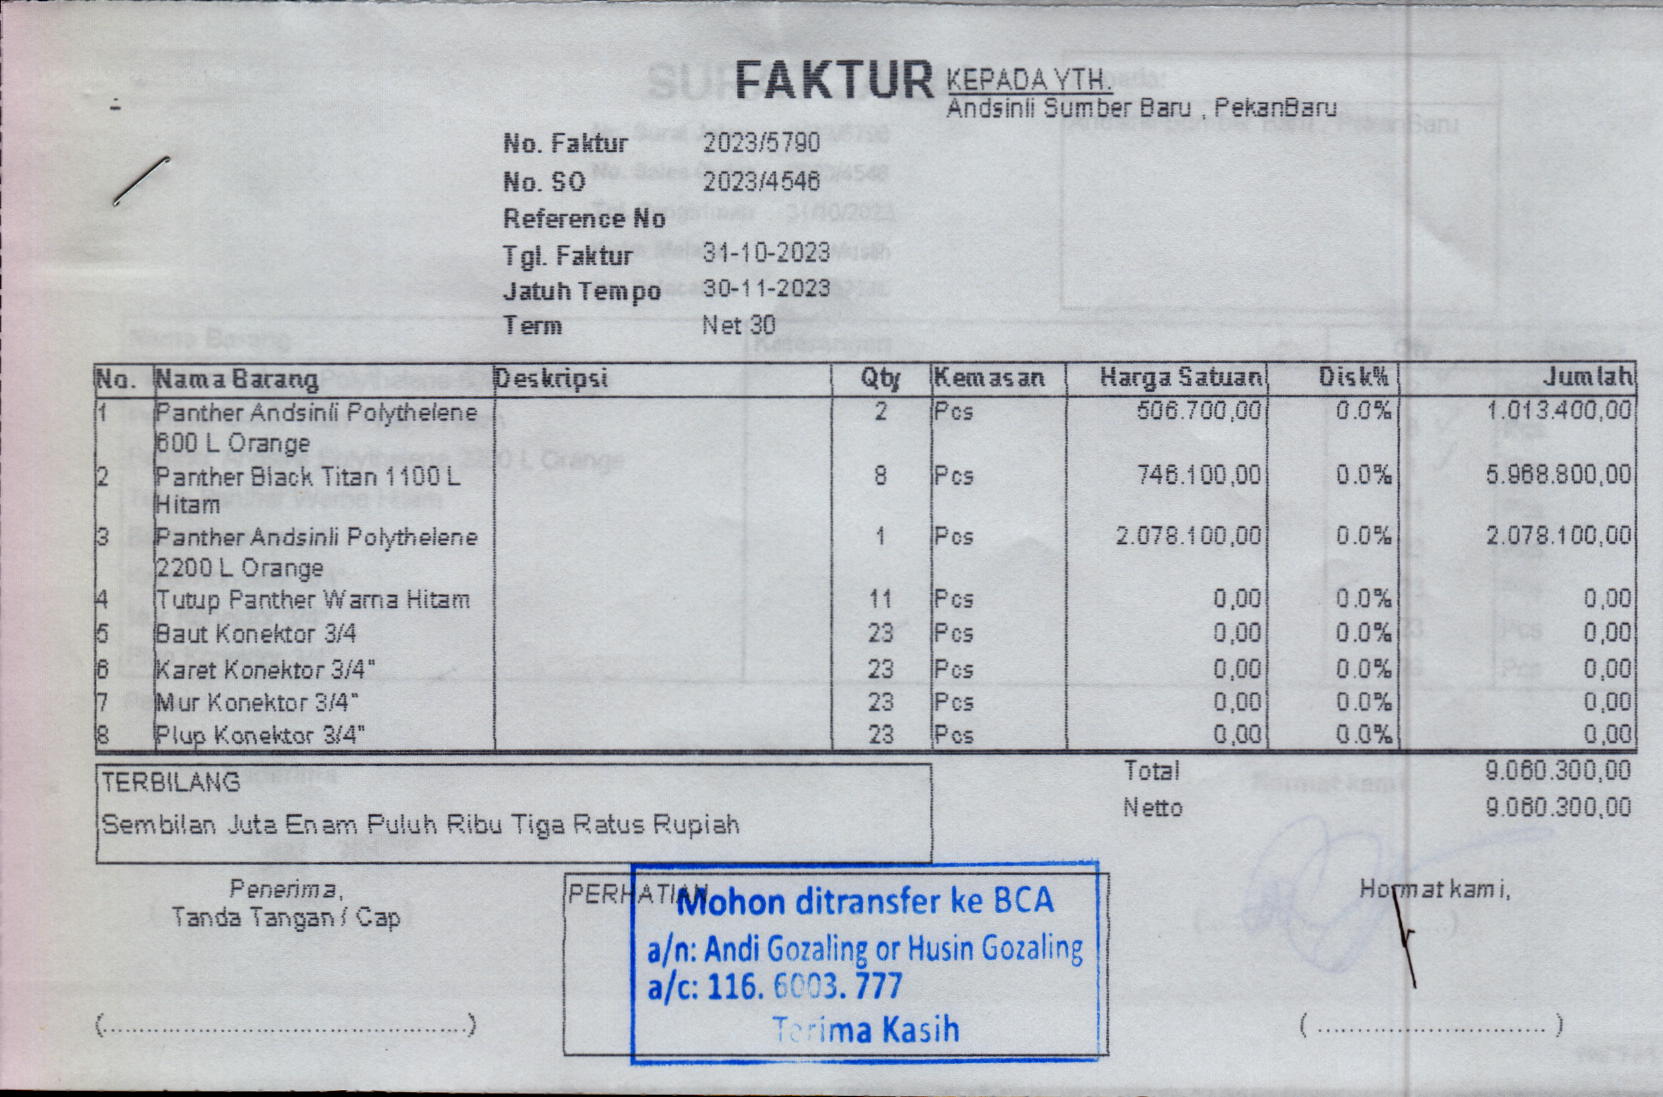 FAKTUR
KEPADA YTH.
Andsinli Sumber Baru , PekanBaru
No. Faktur 2023/5790
No. SO 2023/4546
Reference No
Tgl. Faktur 31-10-2023
Jatuh Tempo 30-11-2023
Term Net 30
No. Nama Barang Deskripsi Qty Kemasan Harga Satuan Disk% Jumlah
1 Panther Andsinli Polythelene 2 Pcs 506.700,00 0.0% 1.013.400,00
600 L Orange
2 Panther Black Titan 1100 L 8 Pcs 746.100,00 0.0% 5.968.800,00
Hitam
3 Panther Andsinli Polythelene 1 Pcs 2.078.100,00 0.0% 2.078.100,00
2200 L Orange
4 Tutup Panther Warna Hitam 11 Pcs 0,00 0.0% 0,00
5 Baut Konektor 3/4 23 Pcs 0,00 0.0% 0,00
6 Karet Konektor 3/4" 23 Pcs 0,00 0.0% 0,00
7 Mur Konektor 3/4" 23 Pcs 0,00 0.0% 0,00
8 Plup Konektor 3/4" 23 Pcs 0,00 0.0% 0,00
Total 9.060.300,00
Netto 9.060.300,00
TERBILANG
Sembilan Juta Enam Puluh Ribu Tiga Ratus Rupiah
Penerima,
Tanda Tangan / Cap
(..............................................)
PERHATIAN
Mohon ditransfer ke BCA
a/n: Andi Gozaling or Husin Gozaling
a/c: 116. 6003. 777
Terima Kasih
Hormat kami,
( ............................. )